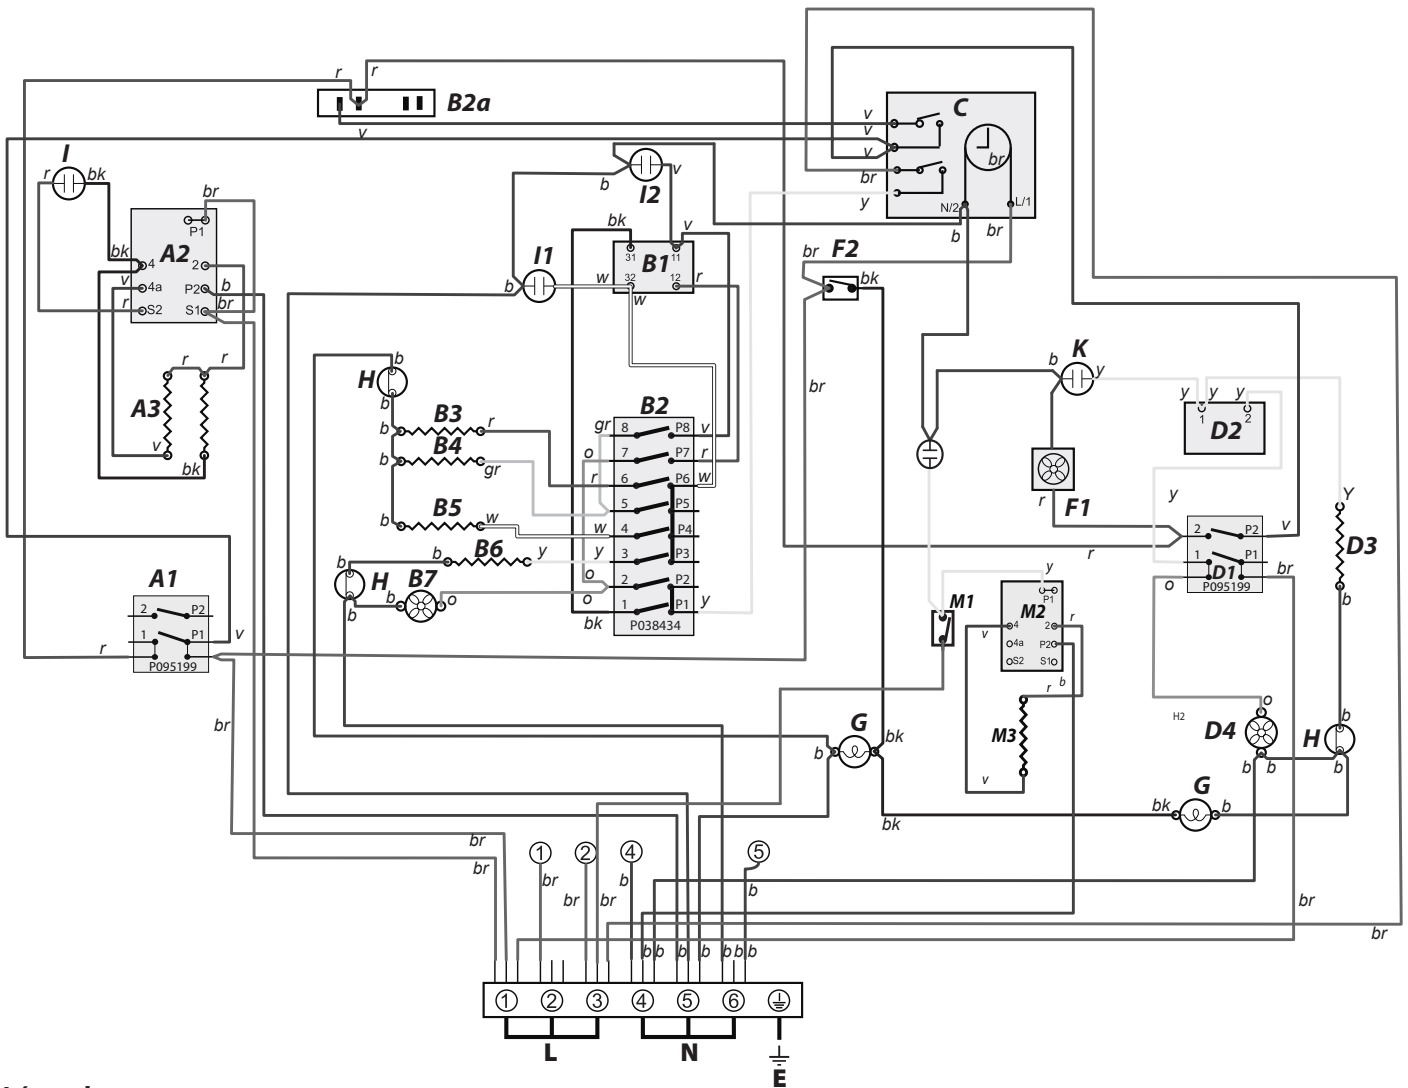 r
r
B2a
v
C
v
v
v
br
y
br
N/2
L/1
b
br
I
r
bk
br
P1
A2
bk
4
2
v
4a
P2
b
r
S2
S1
br
r
r
A3
v
bk
b
I2
v
bk
v
31
B1
11
32
12
r
I1
b
w
w
br
F2
bk
br
H
b
b
B3
b
r
B4
b
gr
B5
b
w
B6
b
y
b
H
B7
b
b
o
B2
gr
8
P8
v
o
7
P7
r
r
6
P6
w
5
P5
w
4
P4
y
3
P3
o
2
P2
o
1
P1
y
bk
P038434
K
b
y
F1
r
r
y
y
y
1
2
D2
y
Y
D3
b
2
P2
v
1
P1
br
D1
o
P095199
A1
2
P2
1
P1
v
r
P095199
br
M1
y
M2
P1
v
4
2
r
4a
P2
S2
S1
b
r
M3
v
G
b
bk
bk
H2
o
D4
b
b
b
H
b
G
bk
b
br
br
1
2
4
5
br
br
br
b
b
br
br
b
b
b
b
b
b
b
1
2
3
4
5
6
L
N
E